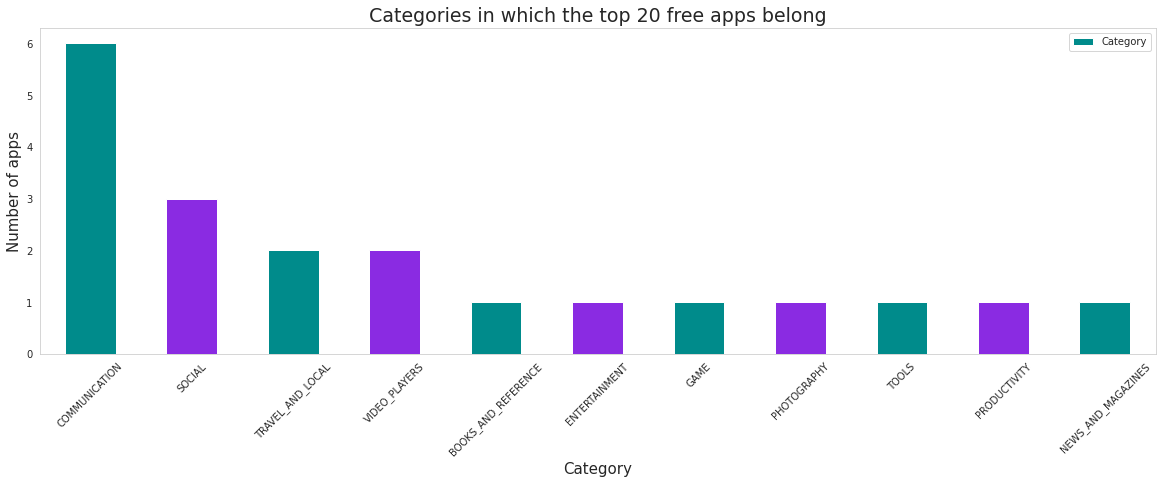 Categories in which the top 20 free apps belong
Category
Number of apps
6
5
4
3
2
1
0
COMMUNICATION
SOCIAL
TRAVEL_AND_LOCAL
VIDEO_PLAYERS
BOOKS_AND_REFERENCE
ENTERTAINMENT
GAME
PHOTOGRAPHY
TOOLS
PRODUCTIVITY
NEWS_AND_MAGAZINES
Category